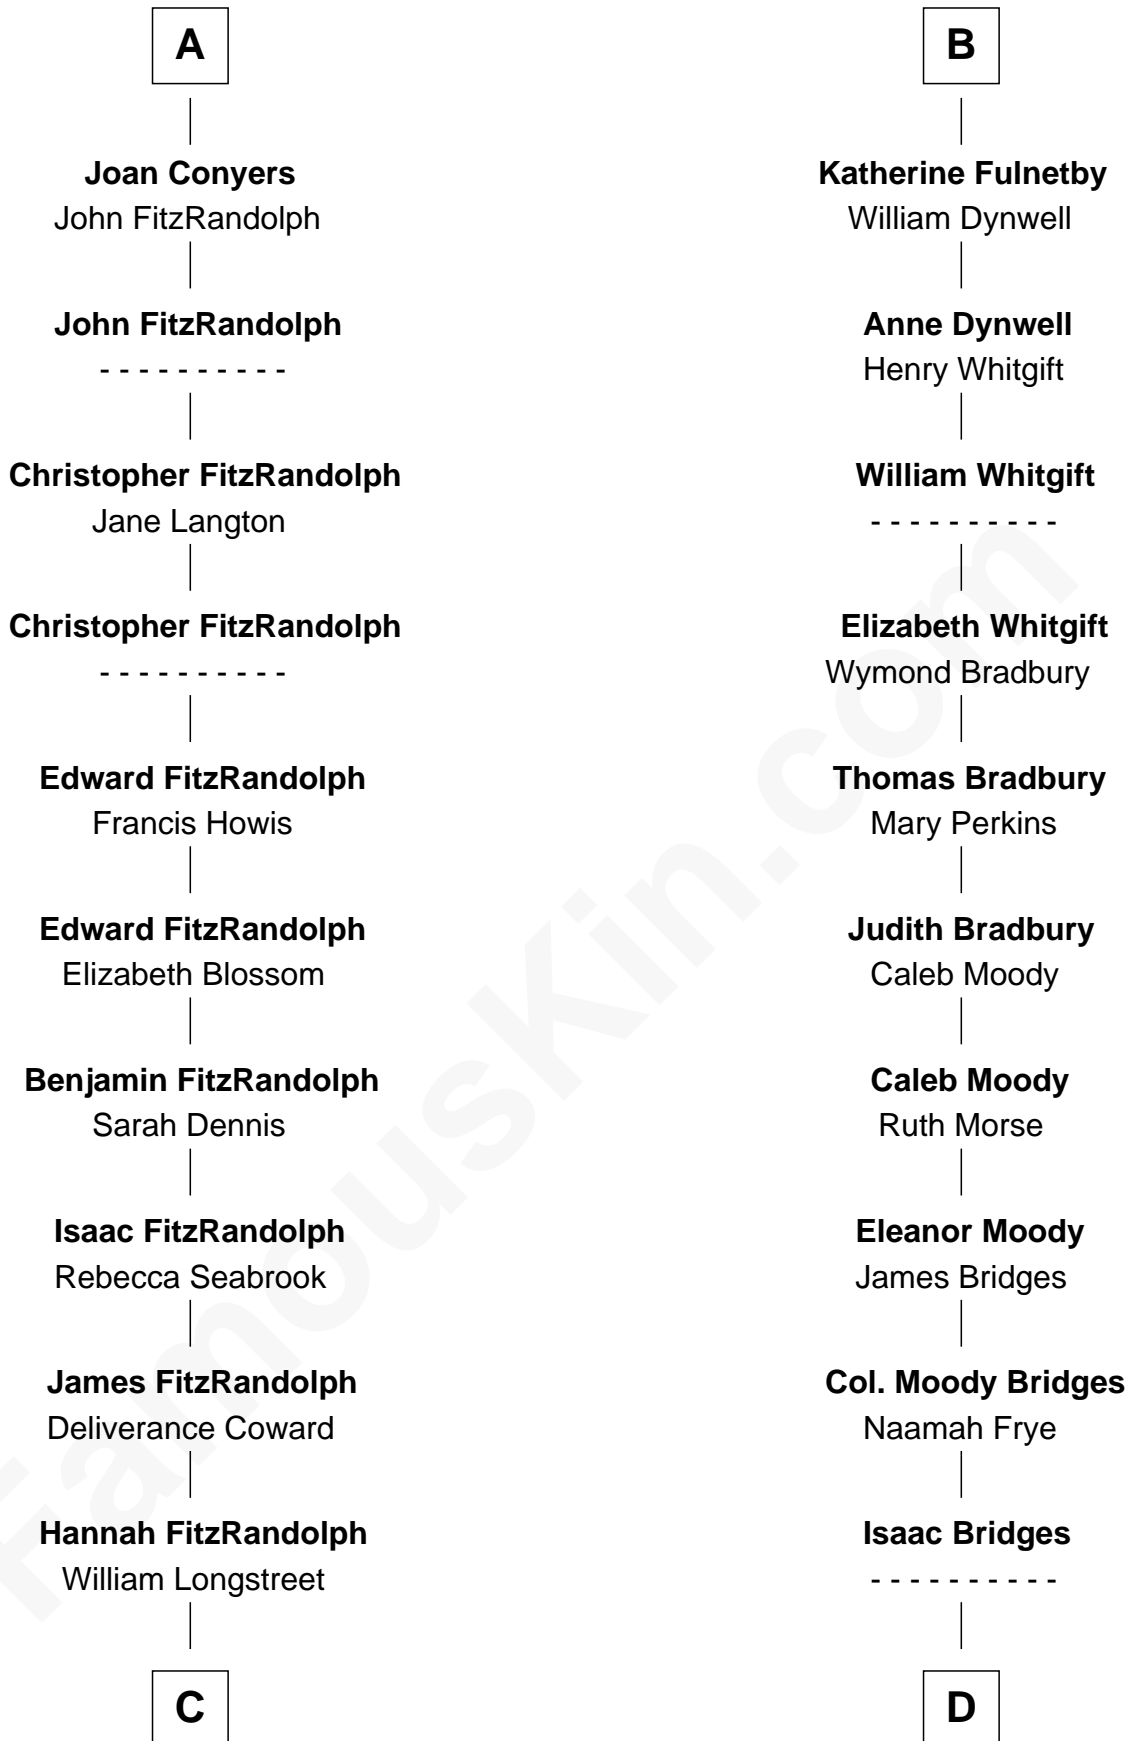 A
Joan Conyers
John FitzRandolph
John FitzRandolph
- - - - - - - - - -
Christopher FitzRandolph
Jane Langton
Christopher FitzRandolph
- - - - - - - - - -
Edward FitzRandolph
Francis Howis
Edward FitzRandolph
Elizabeth Blossom
Benjamin FitzRandolph
Sarah Dennis
Isaac FitzRandolph
Rebecca Seabrook
James FitzRandolph
Deliverance Coward
Hannah FitzRandolph
William Longstreet
C
B
Katherine Fulnetby
William Dynwell
Anne Dynwell
Henry Whitgift
William Whitgift
- - - - - - - - - -
Elizabeth Whitgift
Wymond Bradbury
Thomas Bradbury
Mary Perkins
Judith Bradbury
Caleb Moody
Caleb Moody
Ruth Morse
Eleanor Moody
James Bridges
Col. Moody Bridges
Naamah Frye
Isaac Bridges
- - - - - - - - - -
D
FamousKin.com